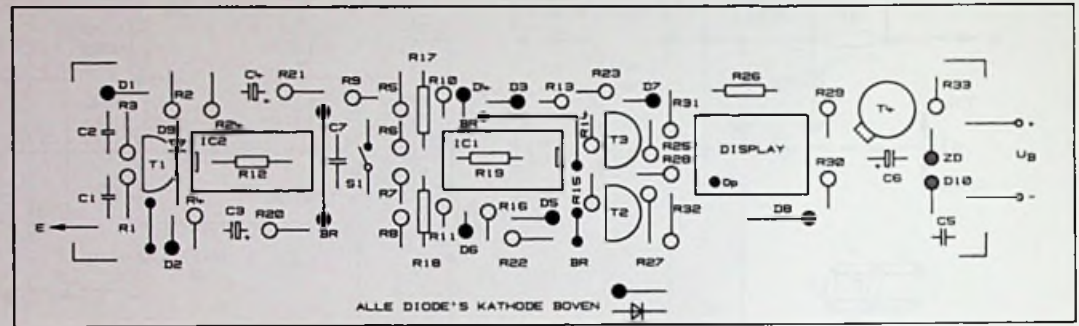 R17
D1 R2 C4 R21 R9 R5 R10 D4 D3 R13 R23 D7 R26 R33
R3 R31 R29 T4
C2 D9 R24 C7 R6 BR R14 T3
T1 IC2 IC1 R25 DISPLAY
R12 S1 R19 R28 R30 C6 ZD UB
C1 R7 R15 Dp D10
R4 C3 R20 R16 D5 T2 D8
E R1 BR R8 R11 R32 C5
D2 D6 R22 BR R27
R18
ALLE DIODE'S KATHODE BOVEN